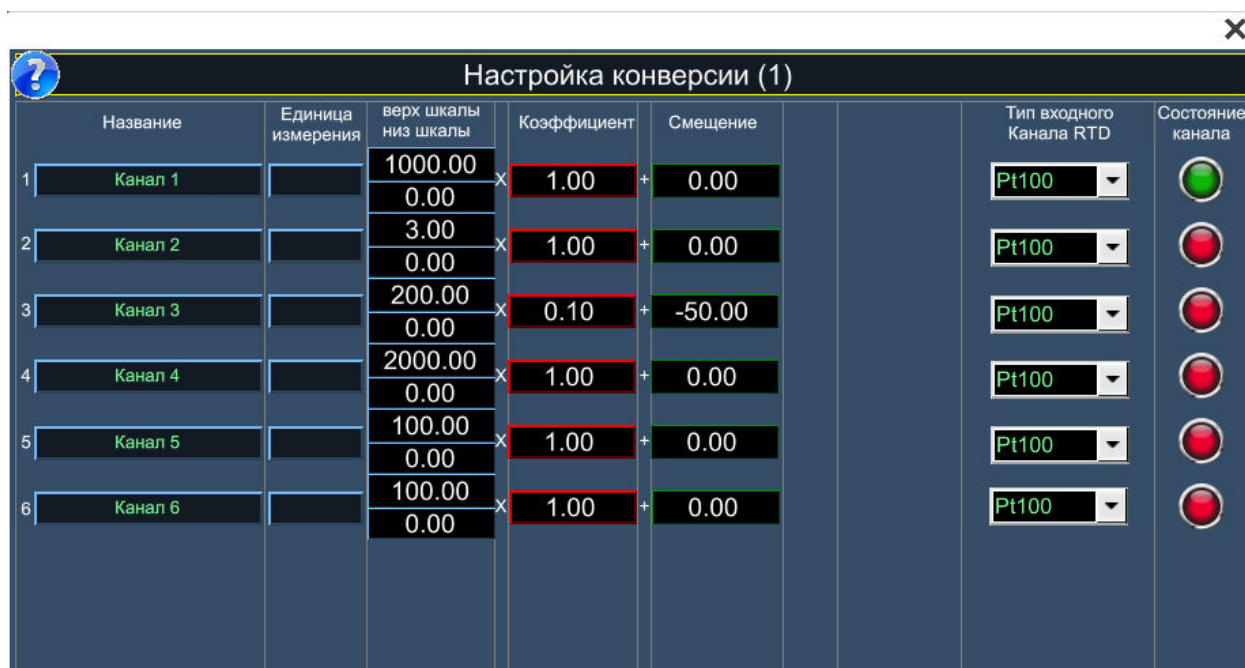 Настройка конверсии (1)
Название
Единица
измерения
верх шкалы
низ шкалы
Коэффициент
Смещение
Тип входного
Канала RTD
Состояние
канала
1 Канал 1 1000.00 X 1.00 + 0.00 Pt100
0.00
2 Канал 2 3.00 X 1.00 + 0.00 Pt100
0.00
3 Канал 3 200.00 X 0.10 + -50.00 Pt100
0.00
4 Канал 4 2000.00 X 1.00 + 0.00 Pt100
0.00
5 Канал 5 100.00 X 1.00 + 0.00 Pt100
0.00
6 Канал 6 100.00 X 1.00 + 0.00 Pt100
0.00